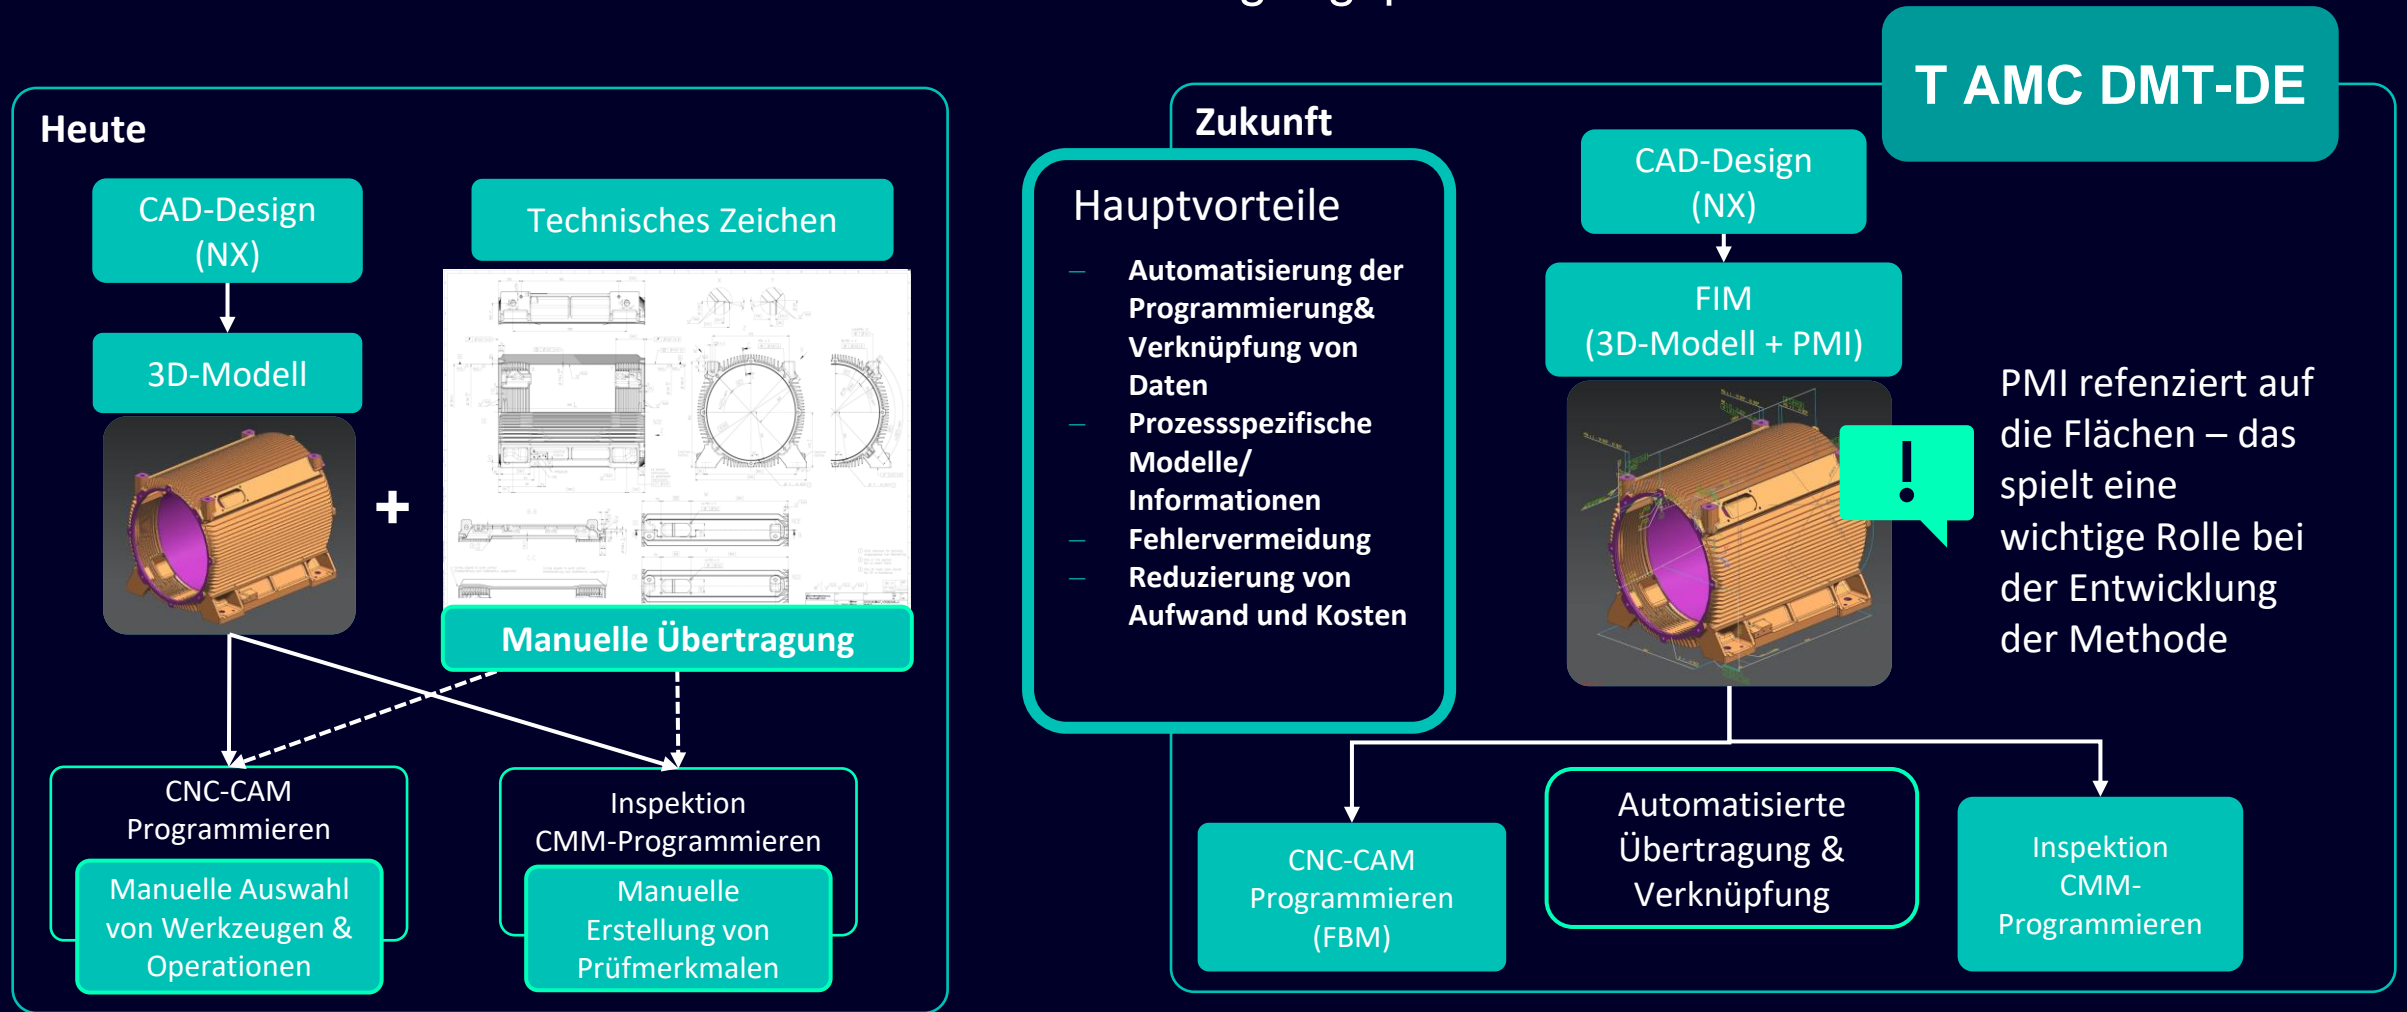 T AMC DMT-DE
Heute
CAD-Design
(NX)
3D-Modell
+
Technisches Zeichen
Manuelle Übertragung
CNC-CAM
Programmieren
Manuelle Auswahl
von Werkzeugen &
Operationen
Inspektion
CMM-Programmieren
Manuelle
Erstellung von
Prüfmerkmalen
Zukunft
Hauptvorteile
– Automatisierung der
Programmierung&
Verknüpfung von
Daten
– Prozessspezifische
Modelle/
Informationen
– Fehlervermeidung
– Reduzierung von
Aufwand und Kosten
CAD-Design
(NX)
FIM
(3D-Modell + PMI)
!
PMI refenziert auf
die Flächen – das
spielt eine
wichtige Rolle bei
der Entwicklung
der Methode
CNC-CAM
Programmieren
(FBM)
Automatisierte
Übertragung &
Verknüpfung
Inspektion
CMM-
Programmieren